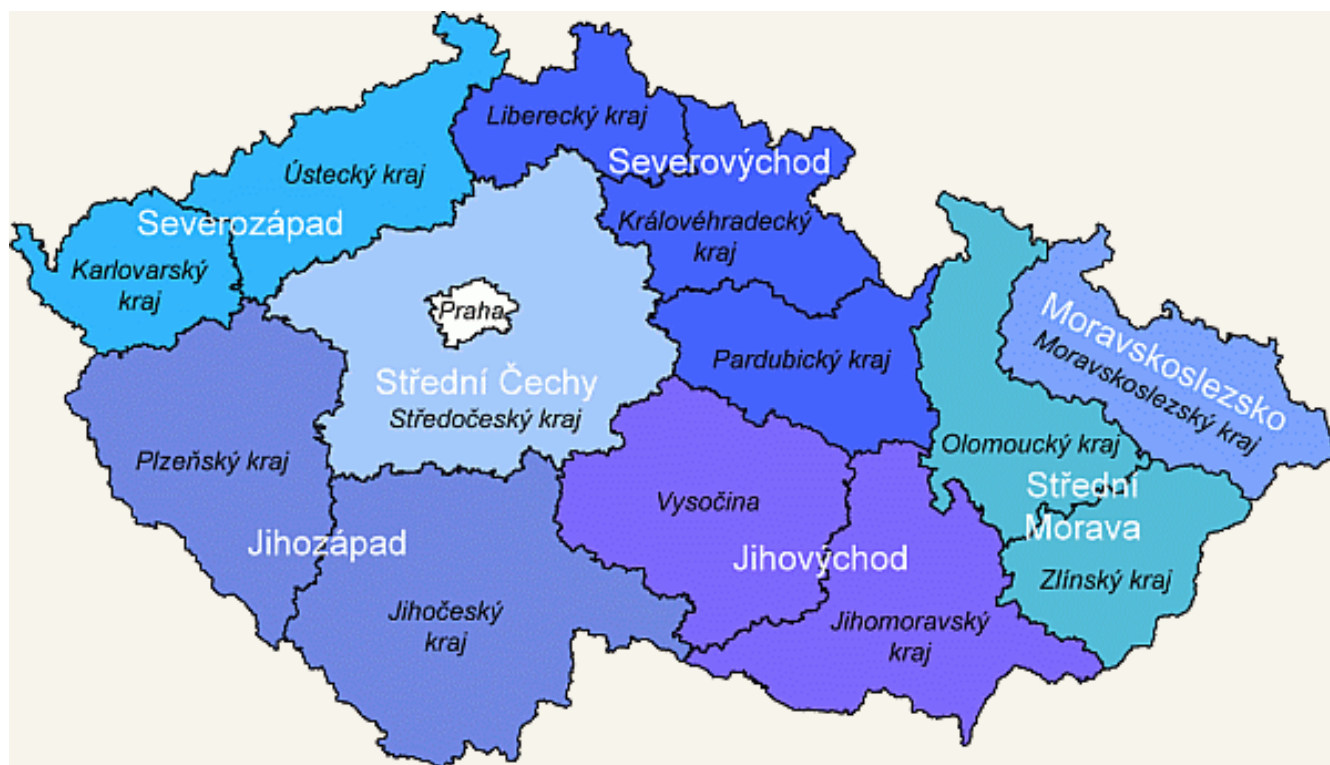 Liberecký kraj
Severovýchod
Ústecký kraj
Severozápad
Královéhradecký
kraj
Karlovarský
kraj
Praha
Moravskoslezsko
Moravskoslezský kraj
Pardubický kraj
Střední Čechy
Středočeský kraj
Olomoucký kraj
Plzeňský kraj
Vysočina
Střední
Morava
Jihozápad
Jihovýchod
Zlínský kraj
Jihočeský
kraj
Jihomoravský
kraj